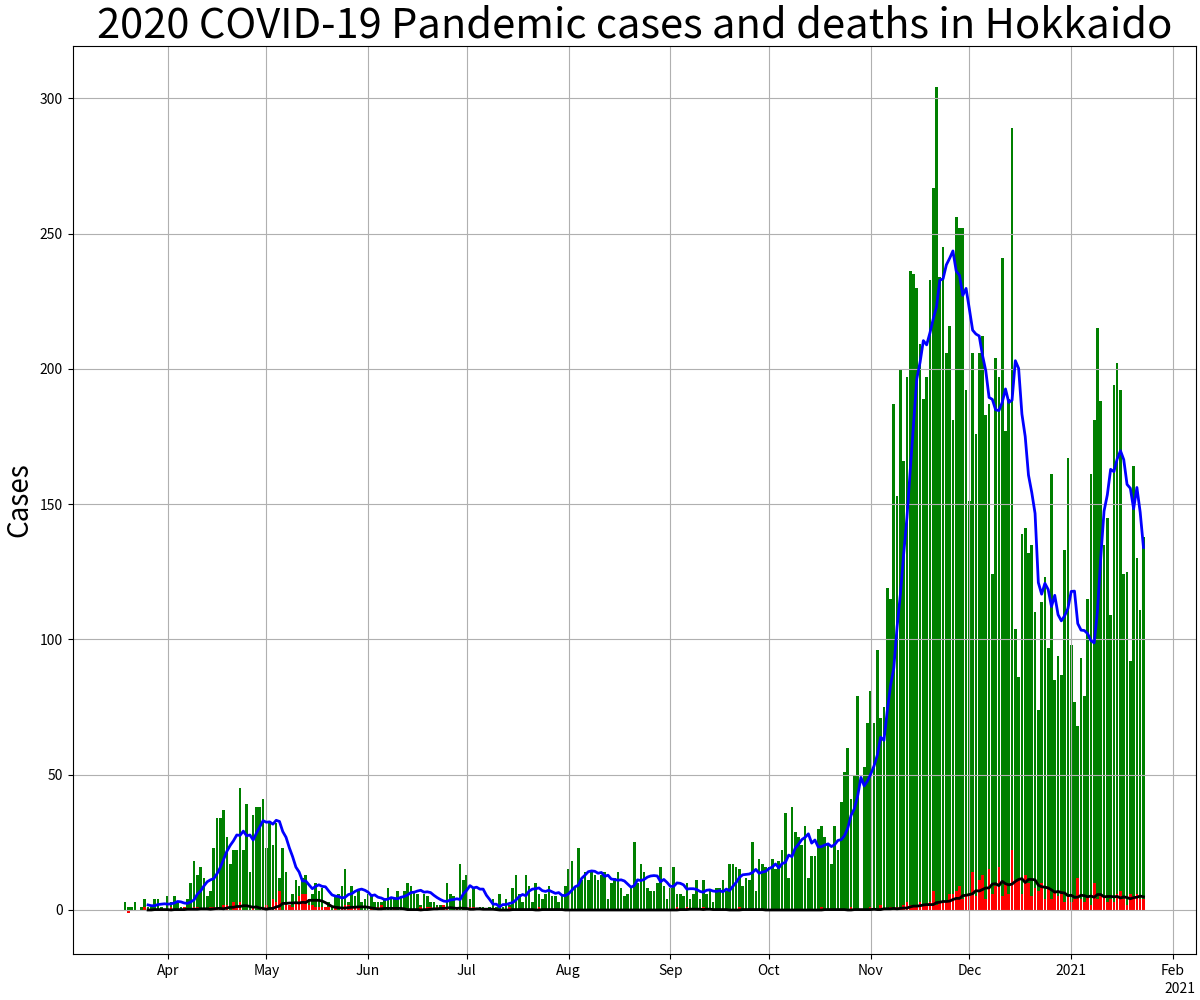 2020 COVID-19 Pandemic cases and deaths in Hokkaido
Cases
300
250
200
150
100
50
0
Apr May Jun Jul Aug Sep Oct Nov Dec 2021 Feb
2021